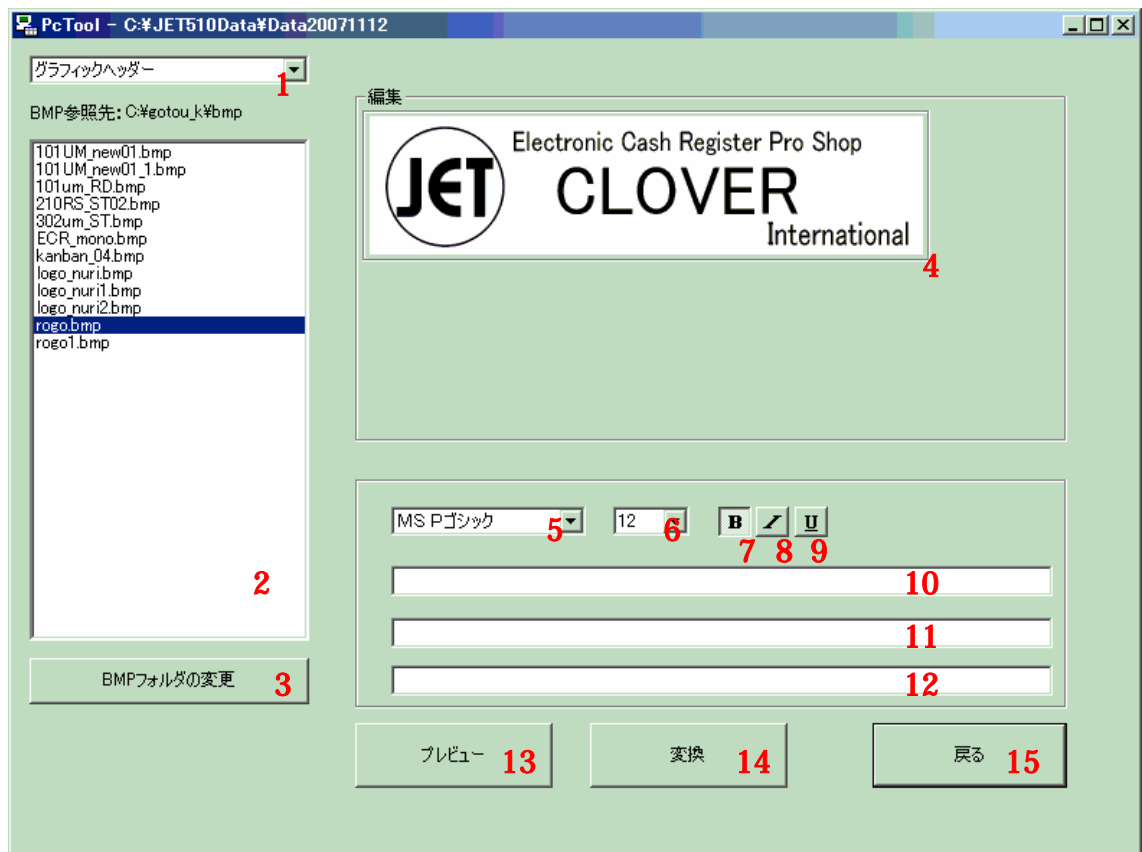 PcTool - C:¥JET510Data¥Data20071112
グラフィックヘッダー
1
BMP参照先: C:¥gotou_k¥bmp
101UM_new01.bmp
101UM_new01_1.bmp
101um_RD.bmp
210RS_ST02.bmp
302um_ST.bmp
ECR_mono.bmp
kanban_04.bmp
logo_nuri.bmp
logo_nuri1.bmp
logo_nuri2.bmp
rogo.bmp
rogo1.bmp
2
BMPフォルダの変更 3
編集
JET
Electronic Cash Register Pro Shop
CLOVER
International
4
MS Pゴシック 5 12 6 B I U
7 8 9
10
11
12
プレビュー 13 変換 14 戻る 15